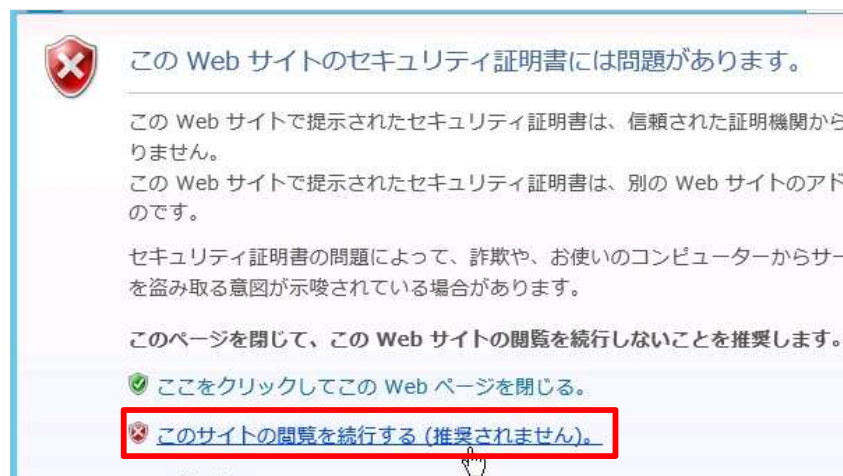 この Web サイトのセキュリティ証明書には問題があります。
この Web サイトで提示されたセキュリティ証明書は、信頼された証明機関から
りません。
この Web サイトで提示されたセキュリティ証明書は、別の Web サイトのアド
のです。
セキュリティ証明書の問題によって、詐欺や、お使いのコンピューターからサー
を盗み取る意図が示唆されている場合があります。
このページを閉じて、この Web サイトの閲覧を続行しないことを推奨します。
ここをクリックしてこの Web ページを閉じる。
このサイトの閲覧を続行する (推奨されません)。